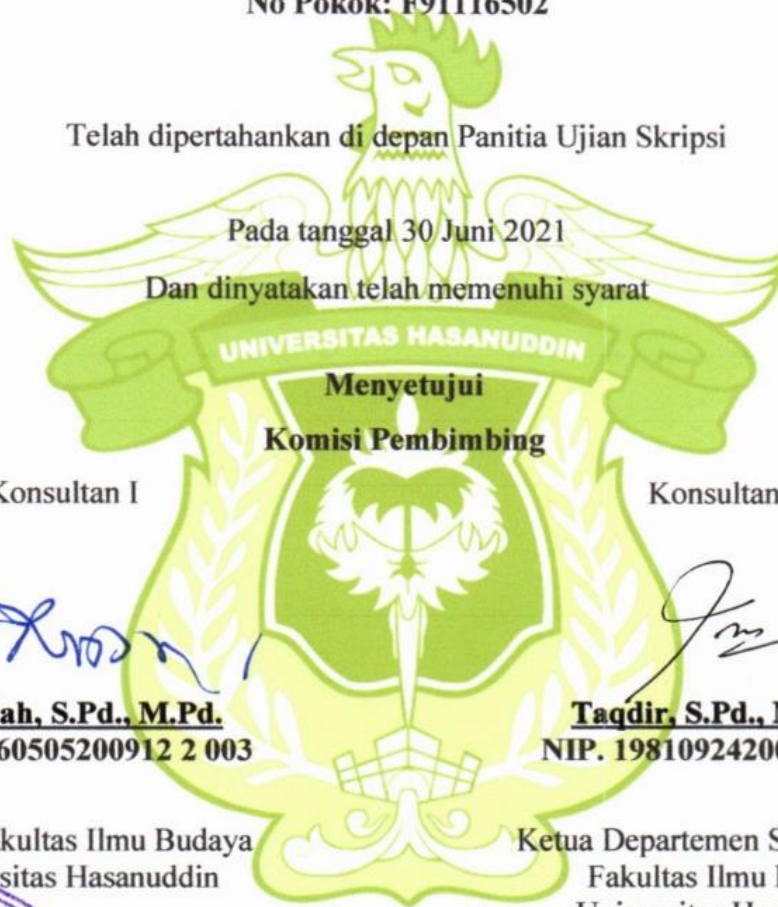 No Pokok: F91116502
Telah dipertahankan di depan Panitia Ujian Skripsi
Pada tanggal 30 Juni 2021
Dan dinyatakan telah memenuhi syarat
UNIVERSITAS HASANUDDIN
Menyetujui
Komisi Pembimbing
Konsultan I
Konsultan
ah, S.Pd., M.Pd.
60505200912 2 003
Taqdir, S.Pd.,
NIP. 1981092420
kultas Ilmu Budaya
sitas Hasanuddin
Ketua Departemen S
Fakultas Ilmu